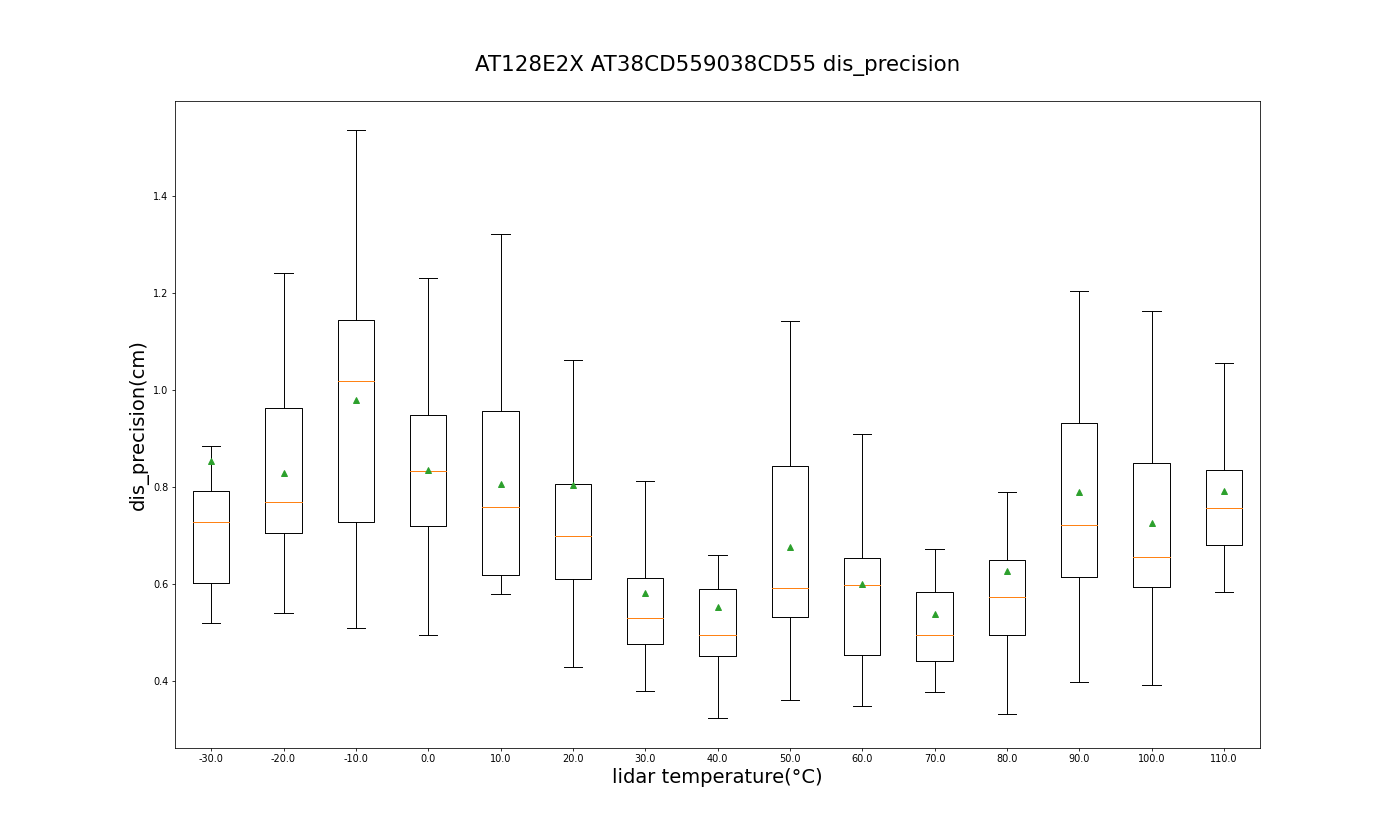 AT128E2X AT38CD559038CD55 dis_precision
dis_precision(cm)
1.4
1.2
1.0
0.8
0.6
0.4
-30.0 -20.0 -10.0 0.0 10.0 20.0 30.0 40.0 50.0 60.0 70.0 80.0 90.0 100.0 110.0
lidar temperature(°C)